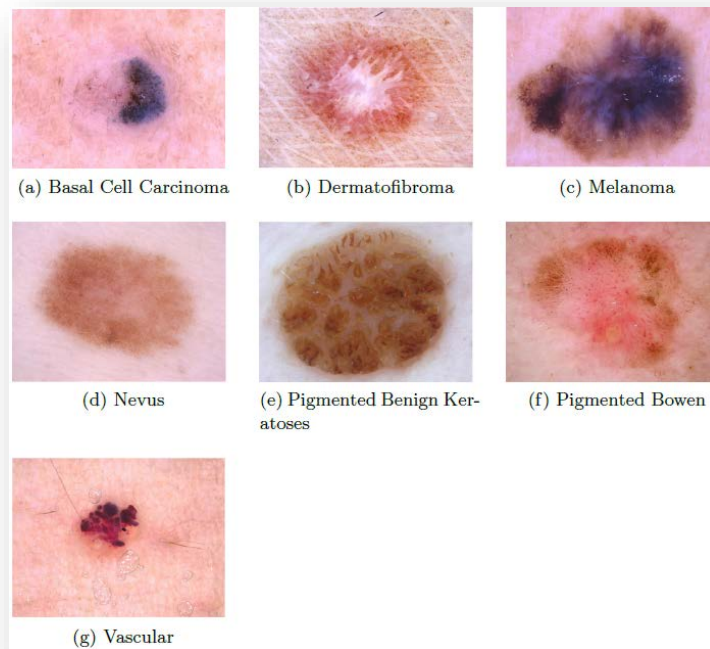 (a) Basal Cell Carcinoma
(b) Dermatofibroma
(c) Melanoma
(d) Nevus
(e) Pigmented Benign Ker-
atoses
(f) Pigmented Bowen
(g) Vascular